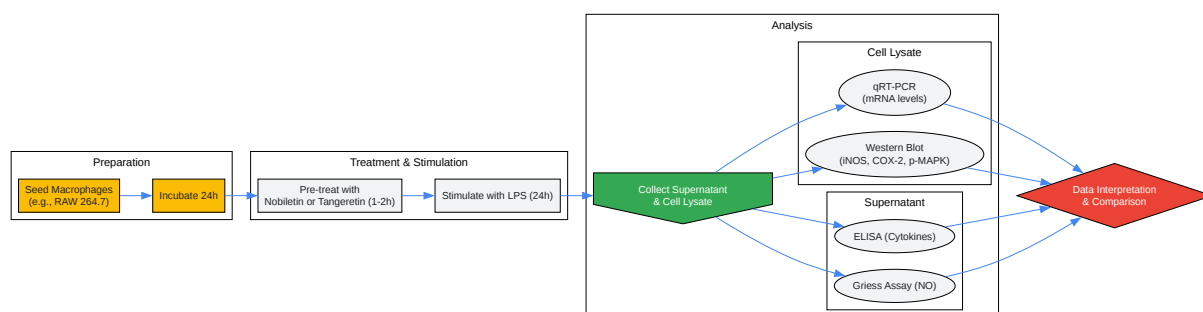 Preparation
Seed Macrophages
(e.g., RAW 264.7)
Incubate 24h
Treatment & Stimulation
Pre-treat with
Nobiletin or Tangeretin (1-2h)
Stimulate with LPS (24h)
Analysis
Collect Supernatant
& Cell Lysate
Cell Lysate
qRT-PCR
(mRNA levels)
Western Blot
(iNOS, COX-2, p-MAPK)
Supernatant
ELISA (Cytokines)
Griess Assay (NO)
Data Interpretation
& Comparison